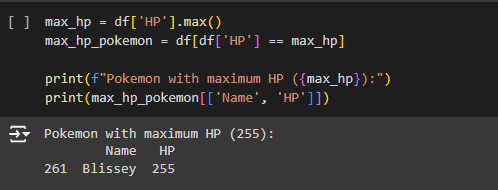 [ ] max_hp = df['HP'].max()
max_hp_pokemon = df[df['HP'] == max_hp]

print(f"Pokemon with maximum HP ({max_hp}):")
print(max_hp_pokemon[['Name', 'HP']])
Pokemon with maximum HP (255):
        Name   HP
261  Blissey  255